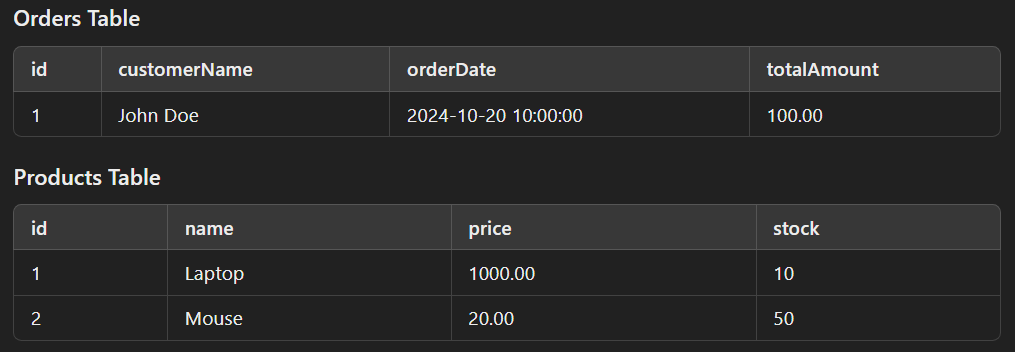 Orders Table
id customerName orderDate totalAmount
1 John Doe 2024-10-20 10:00:00 100.00
Products Table
id name price stock
1 Laptop 1000.00 10
2 Mouse 20.00 50